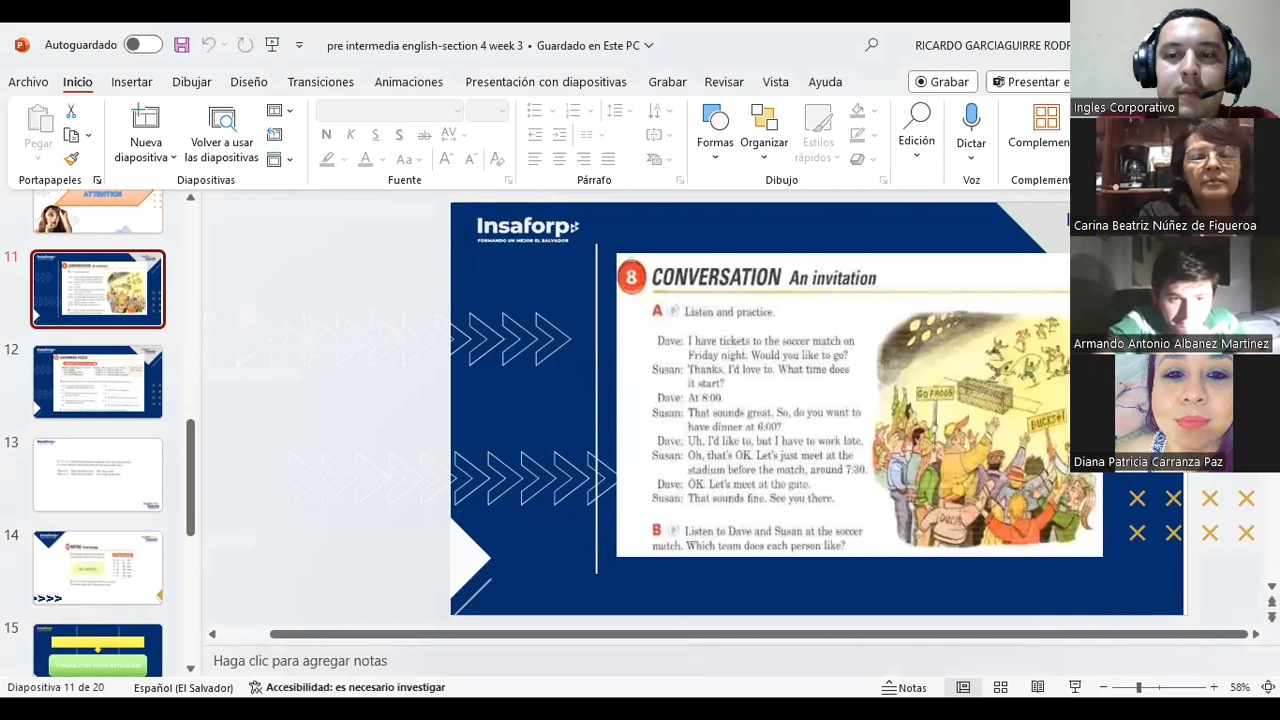 Autoguardado
pre intermedia english-section 4 week 3 • Guardado en Este PC
RICARDO GARCIAGUIRRE RODR
Archivo Inicio Insertar Dibujar Diseño Transiciones Animaciones Presentación con diapositivas Grabar Revisar Vista Ayuda
Grabar
Presentar e
Pegar
Nueva diapositiva
Volver a usar las diapositivas
N K S S ab AV
A Aa A A
Formas
Organizar
Estilos rápidos
Edición
Dictar
Complemen
Portapapeles
Diapositivas
Fuente
Párrafo
Dibujo
Voz
Complement
Ingles Corporativo
Carina Beatriz Núñez de Figueroa
Armando Antonio Albanez Martinez
Diana Patricia Carranza Paz
ATTENTION
11
12
13
14
15
Insaforp
FORMANDO UN MEJOR EL SALVADOR
8 CONVERSATION An invitation
A Listen and practice.
Dave: I have tickets to the soccer match on
Friday night. Would you like to go?
Susan: Thanks. I'd love to. What time does
it start?
Dave: At 8:00.
Susan: That sounds great. So, do you want to
have dinner at 6:00?
Dave: Uh, I'd like to, but I have to work late.
Susan: Oh, that's OK. Let's just meet at the
stadium before the match, around 7:30.
Dave: OK. Let's meet at the gate.
Susan: That sounds fine. See you there.
B Listen to Dave and Susan at the soccer
match. Which team does each person like?
GO FROGS
DUCKS!
Haga clic para agregar notas
Diapositiva 11 de 20
Español (El Salvador)
Accesibilidad: es necesario investigar
Notas
58%